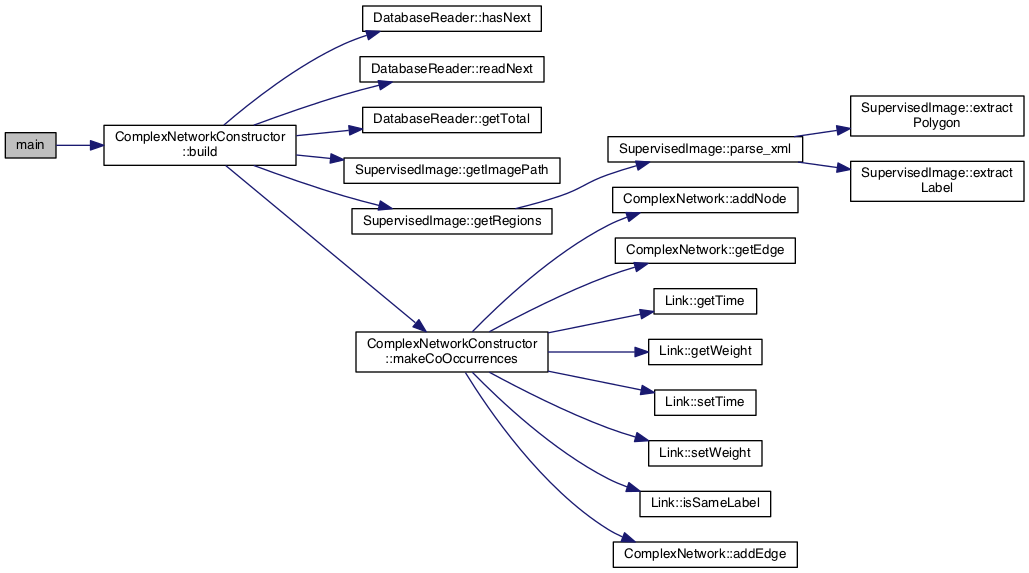 main
ComplexNetworkConstructor
::build
DatabaseReader::hasNext
DatabaseReader::readNext
DatabaseReader::getTotal
SupervisedImage::getImagePath
SupervisedImage::getRegions
ComplexNetworkConstructor
::makeCoOccurrences
SupervisedImage::parse_xml
ComplexNetwork::addNode
ComplexNetwork::getEdge
Link::getTime
Link::getWeight
Link::setTime
Link::setWeight
Link::isSameLabel
ComplexNetwork::addEdge
SupervisedImage::extract
Polygon
SupervisedImage::extract
Label